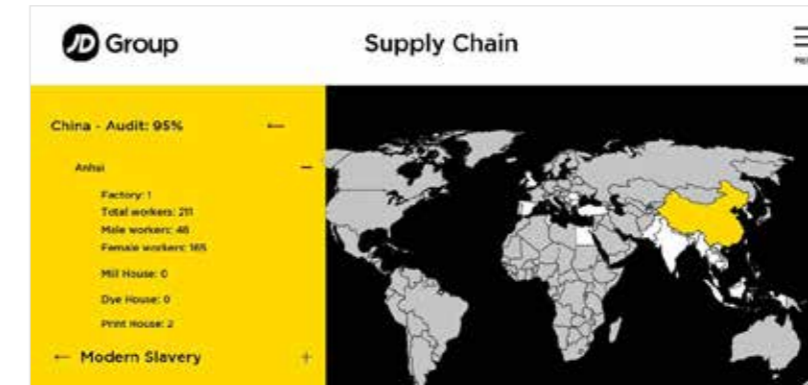 JD Group
Supply Chain
China - Audit: 95%
Anhui
Factory: 1
Total workers: 211
Male workers: 46
Female workers: 165
Mill House: 0
Dye House: 0
Print House: 2
← Modern Slavery +